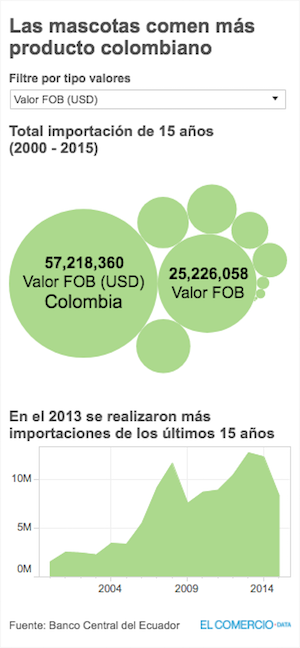 Las mascotas comen más
producto colombiano
Filtre por tipo valores
Valor FOB (USD)
Total importación de 15 años
(2000 - 2015)
57,218,360
Valor FOB (USD)
Colombia
25,226,058
Valor FOB
En el 2013 se realizaron más
importaciones de los últimos 15 años
10M
5M
0M
2004
2009
2014
Fuente: Banco Central del Ecuador
EL COMERCIO-DATA